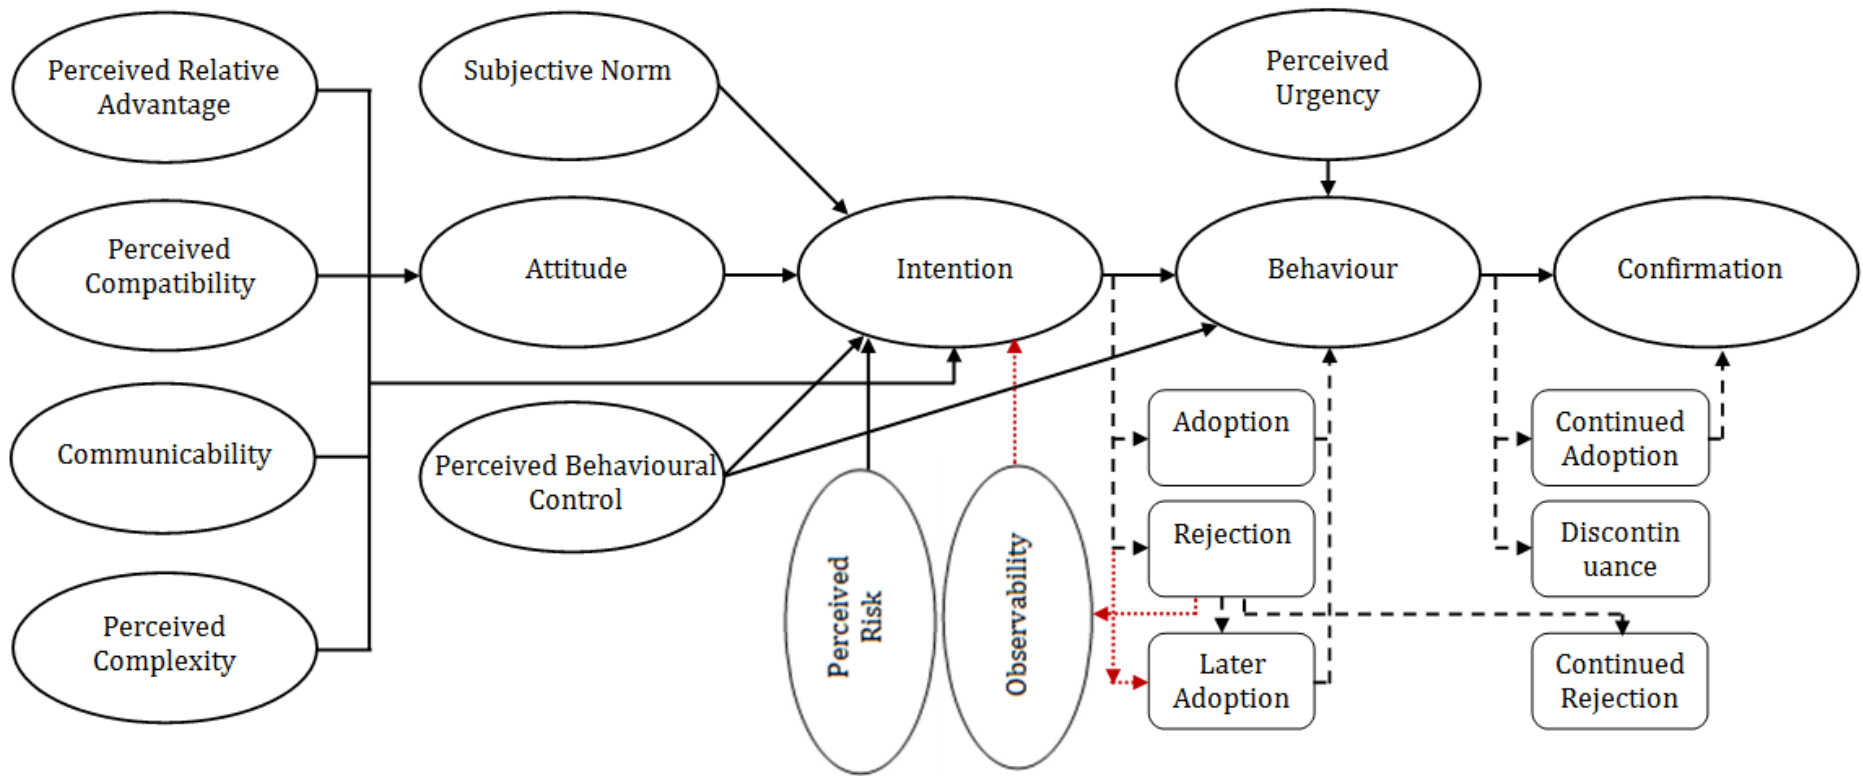 Perceived Relative
Advantage
Subjective Norm
Perceived
Urgency
Perceived
Compatibility
Attitude
Intention
Behaviour
Confirmation
Communicability
Perceived Behavioural
Control
Perceived
Complexity
Perceived
Risk
Observability
Adoption
Rejection
Later
Adoption
Continued
Adoption
Discontin
uance
Continued
Rejection